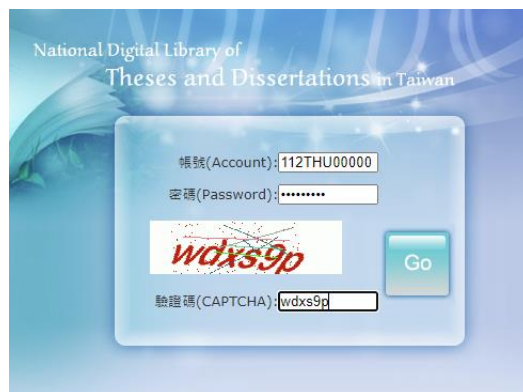 National Digital Library of
Theses and Dissertations in Taiwan
帳號(Account): 112THU00000
密碼(Password): •••••••••
wdxs9p
Go
驗證碼(CAPTCHA): wdxs9p